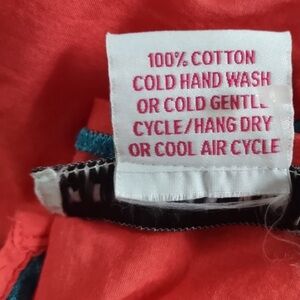 100% COTTON
COLD HAND WASH
OR COLD GENTLE
CYCLE/HANG DRY
OR COOL AIR CYCLE